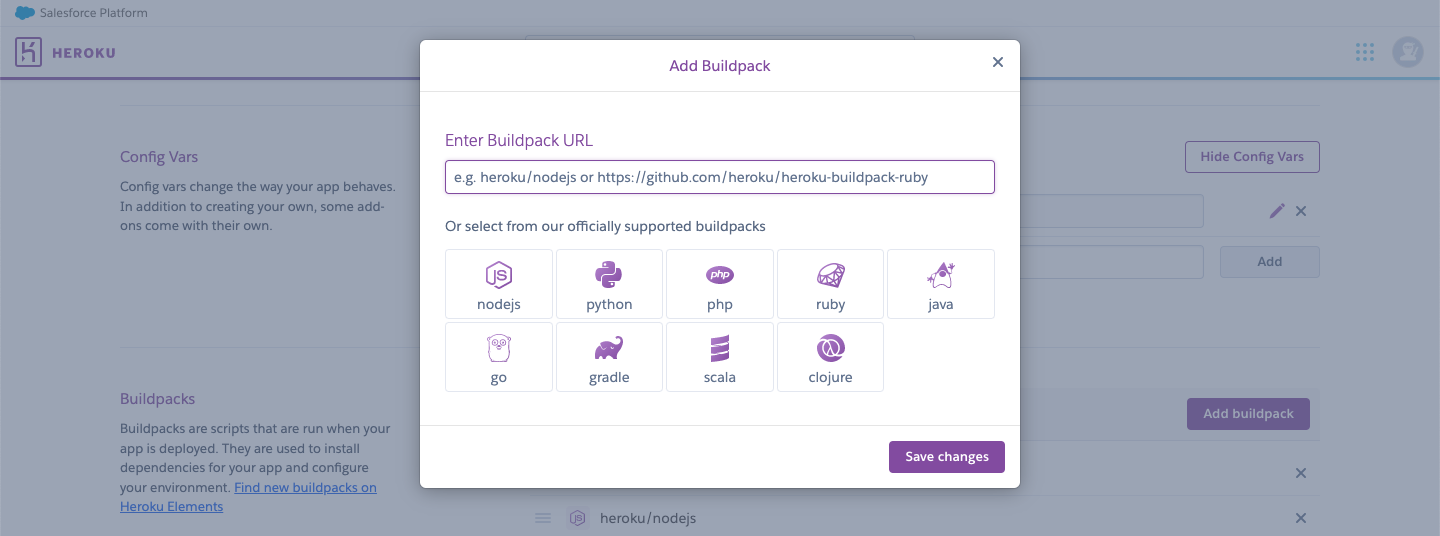 Salesforce Platform
HEROKU
Add Buildpack
Enter Buildpack URL
e.g. heroku/nodejs or https://github.com/heroku/heroku-buildpack-ruby
Or select from our officially supported buildpacks
JS
nodejs
python
php
php
ruby
java
go
gradle
scala
clojure
Save changes
Config Vars
Config vars change the way your app behaves.
In addition to creating your own, some add-
ons come with their own.
Hide Config Vars
Add
Buildpacks
Buildpacks are scripts that are run when your
app is deployed. They are used to install
dependencies for your app and configure
your environment. Find new buildpacks on
Heroku Elements
Add buildpack
JS
heroku/nodejs